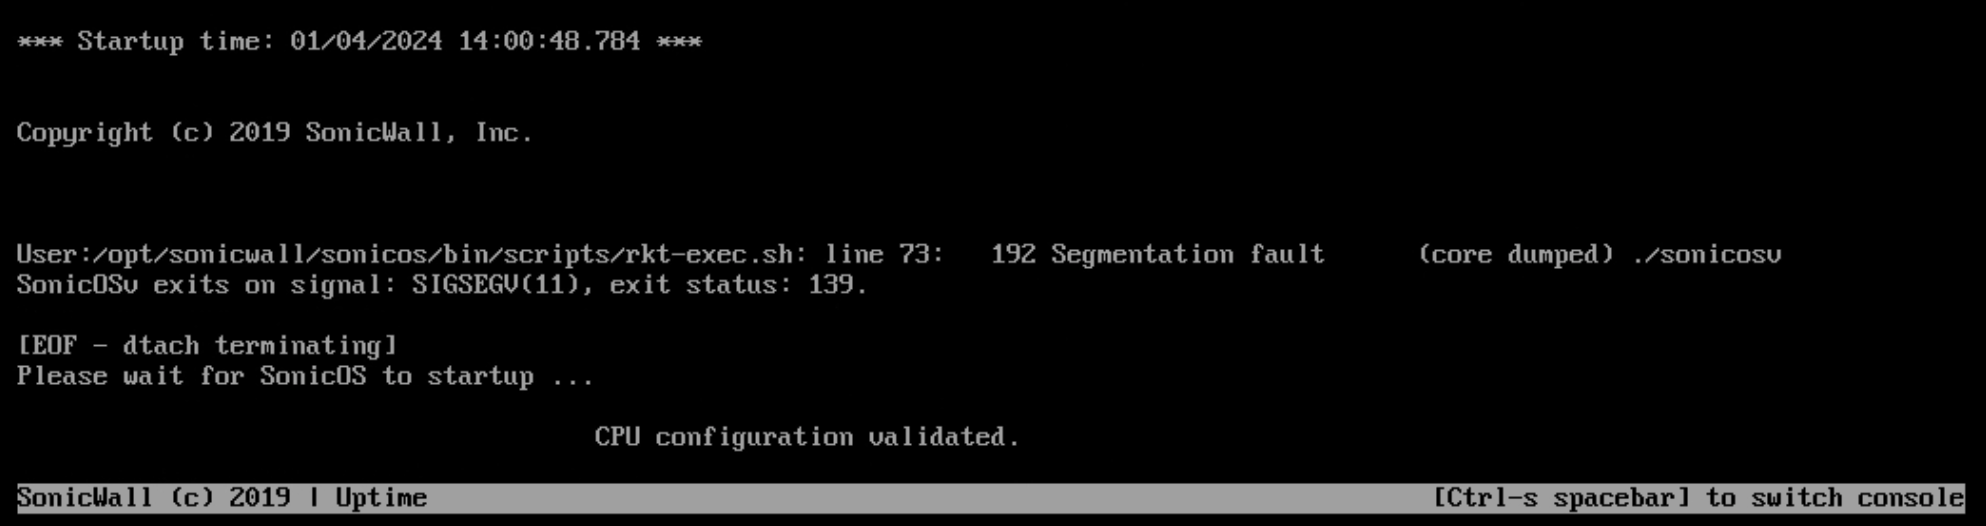 *** Startup time: 01/04/2024 14:00:48.784 ***
Copyright (c) 2019 SonicWall, Inc.
User:/opt/sonicwall/sonicos/bin/scripts/rkt-exec.sh: line 73:   192 Segmentation fault      (core dumped) ./sonicosv
SonicOSv exits on signal: SIGSEGV(11), exit status: 139.
[EOF - dtach terminating]
Please wait for SonicOS to startup ...
CPU configuration validated.
SonicWall (c) 2019 | Uptime [Ctrl-s spacebar] to switch console